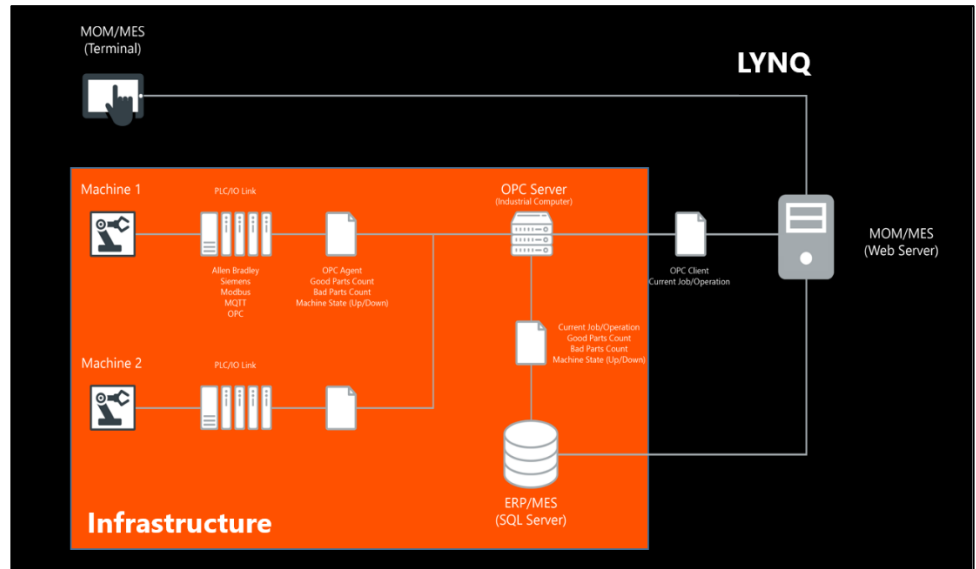 MOM/MES
(Terminal)
LYNQ
Machine 1
PLC/IO Link
OPC Server
(Industrial Computer)
Allen Bradley
Siemens
Modbus
MQTT
OPC
OPC Agent
Good Parts Count
Bad Parts Count
Machine State (Up/Down)
OPC Client
Current Job/Operation
MOM/MES
(Web Server)
Current Job/Operation
Good Parts Count
Bad Parts Count
Machine State (Up/Down)
Machine 2
PLC/IO Link
ERP/MES
(SQL Server)
Infrastructure